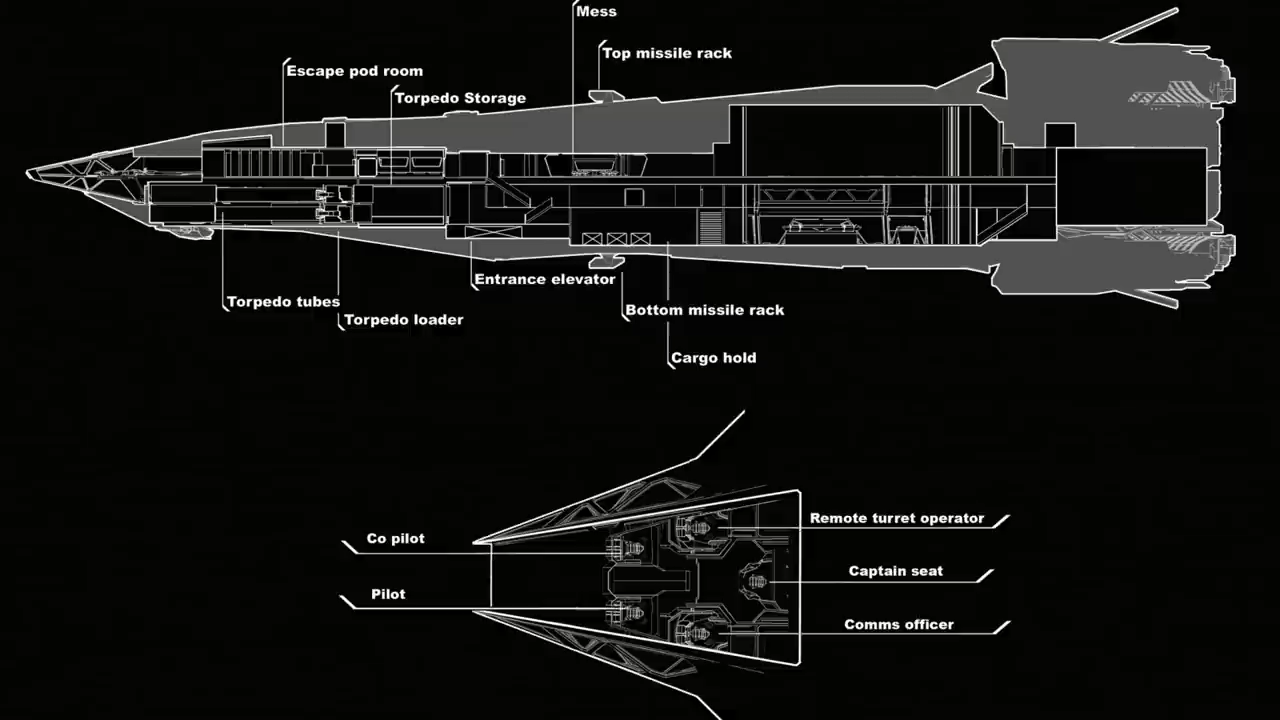 Mess
Top missile rack
Escape pod room
Torpedo Storage
Entrance elevator
Torpedo tubes
Bottom missile rack
Torpedo loader
Cargo hold
Remote turret operator
Co pilot
Captain seat
Pilot
Comms officer